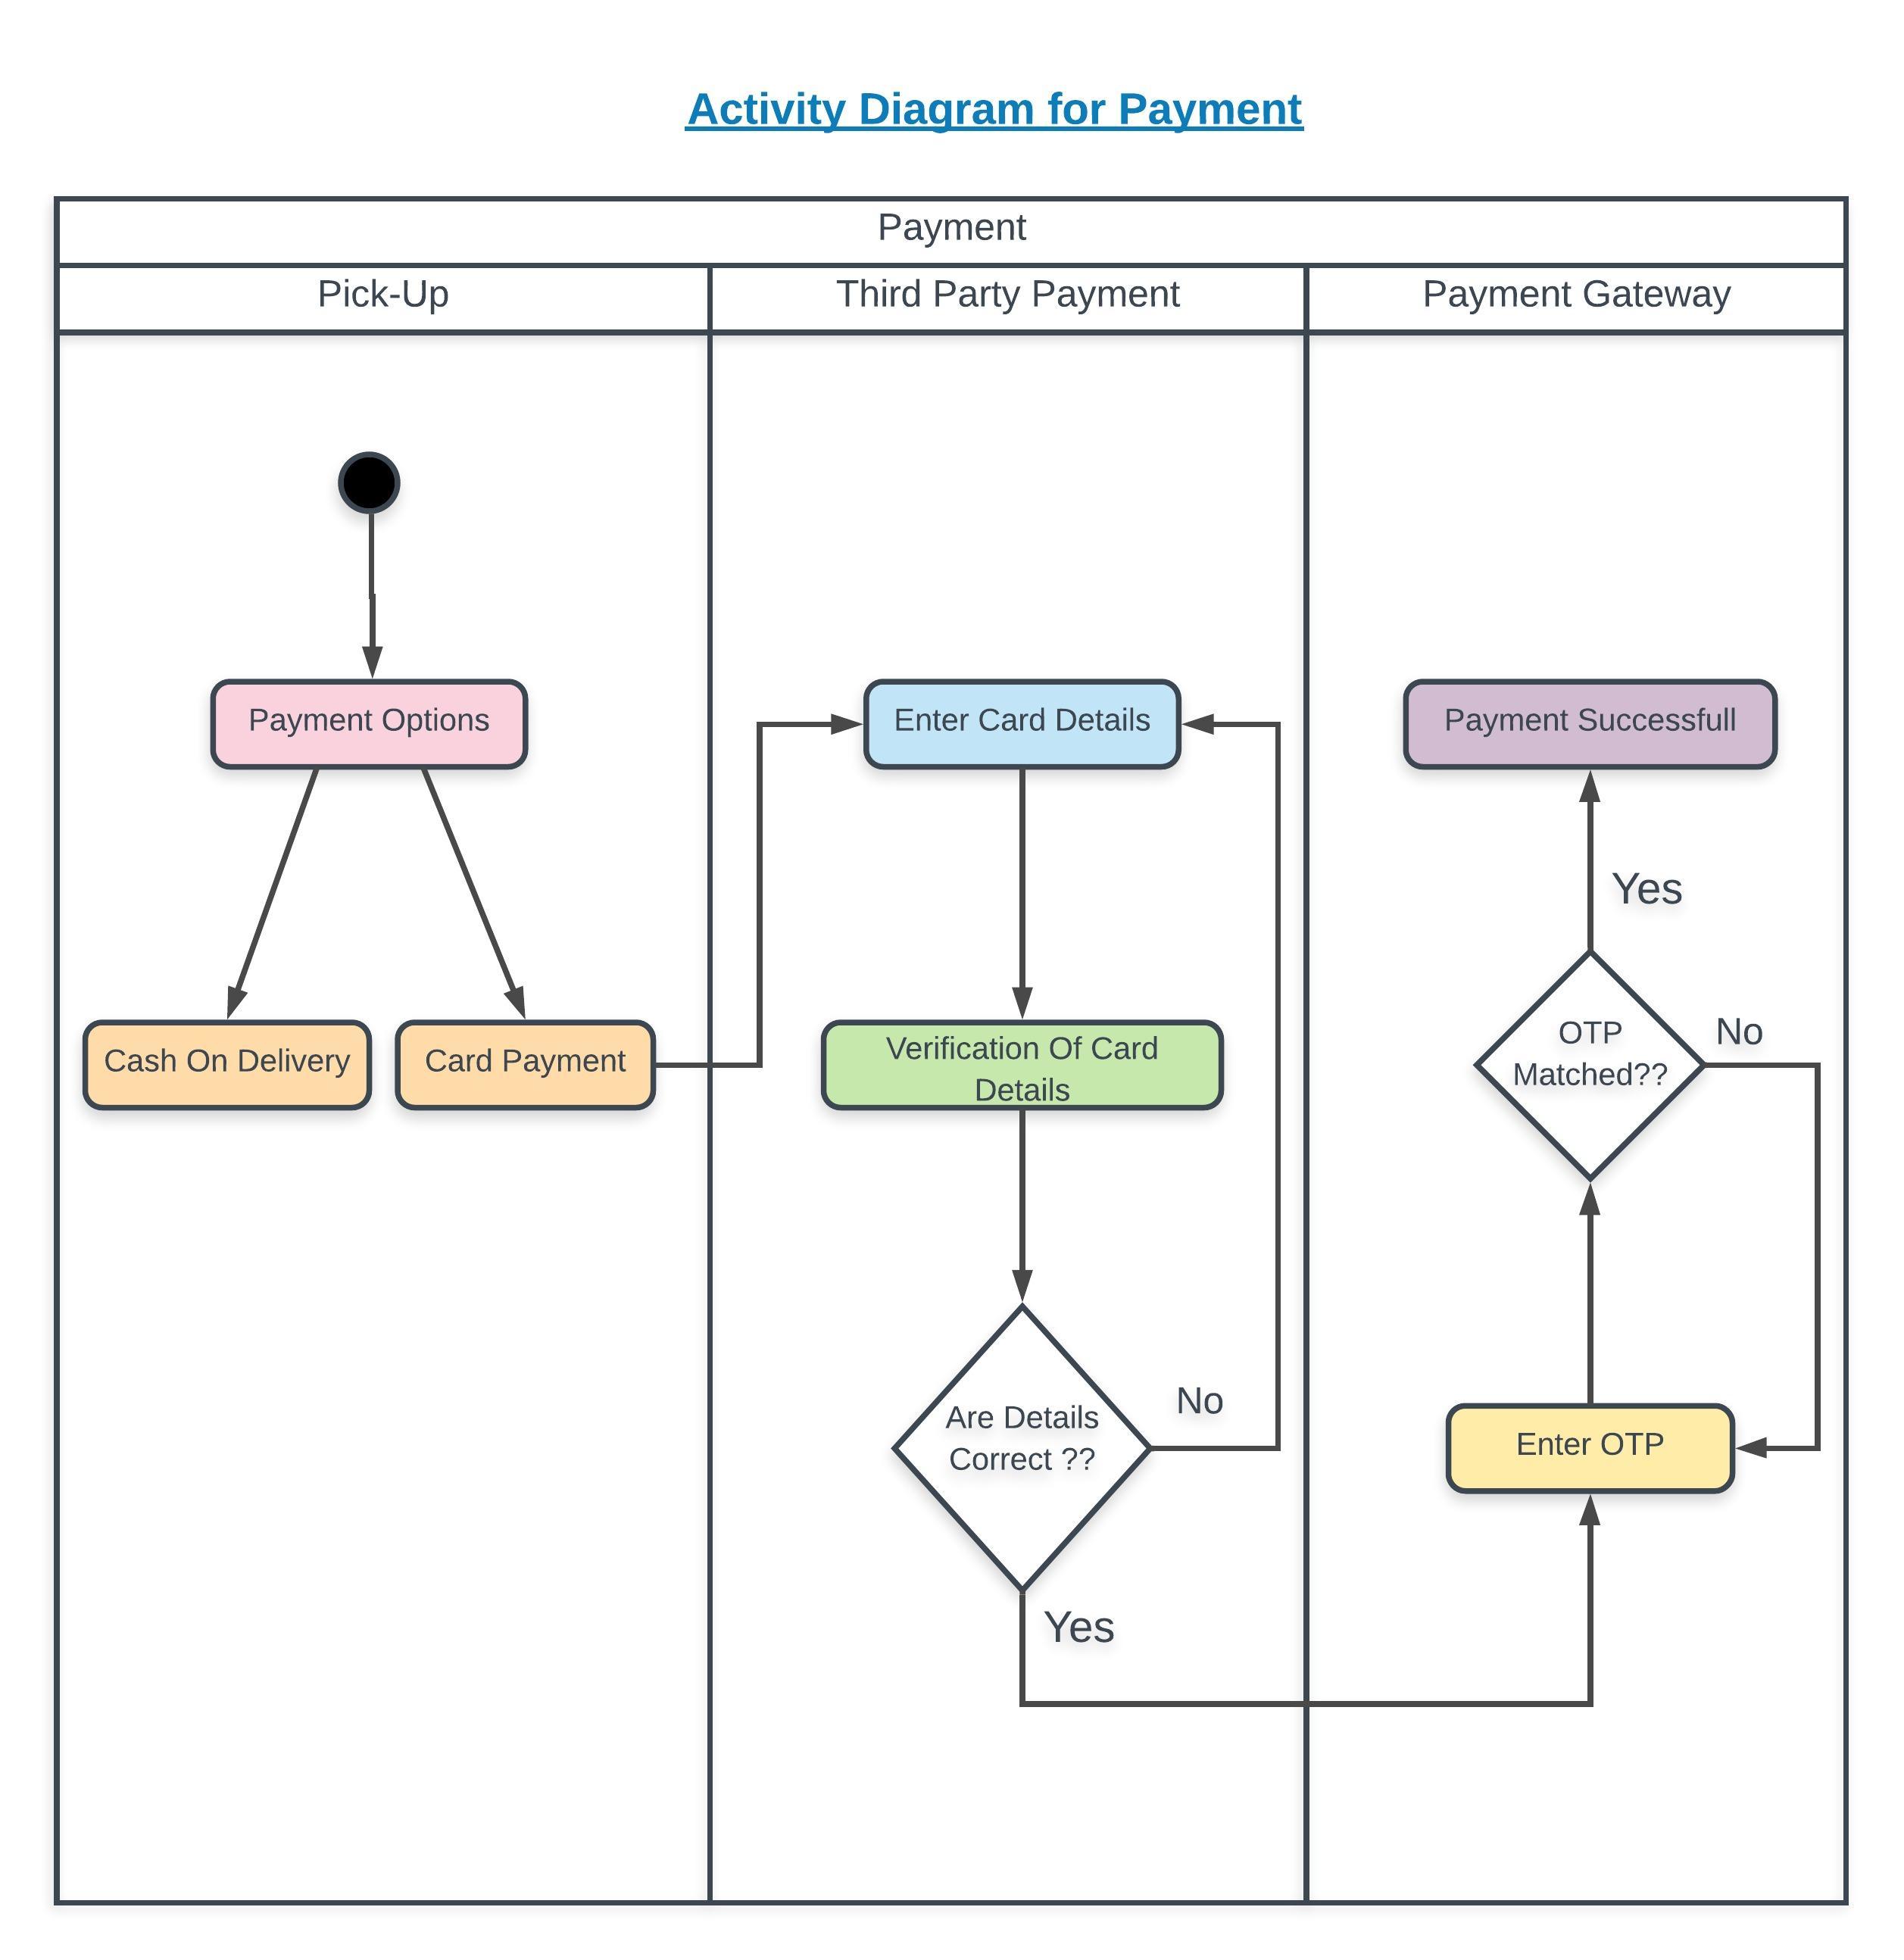 Activity Diagram for Payment
Payment
Pick-Up
Third Party Payment
Payment Gateway
Payment Options
Enter Card Details
Payment Successfull
Yes
Cash On Delivery
Card Payment
Verification Of Card
Details
OTP
Matched??
No
Are Details
Correct ??
No
Enter OTP
Yes